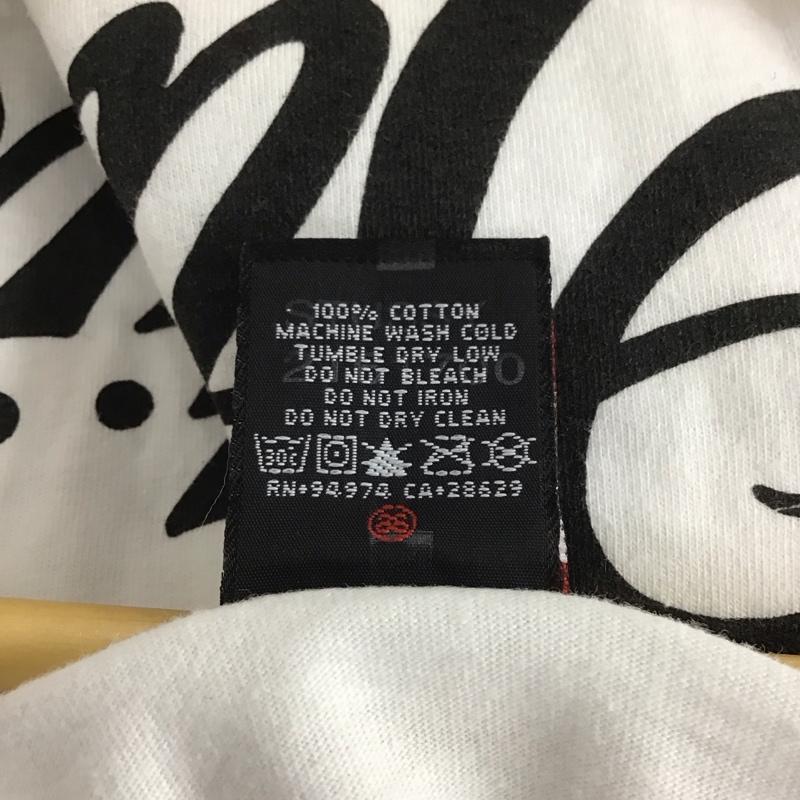 100% COTTON
MACHINE WASH COLD
TUMBLE DRY LOW
DO NOT BLEACH
DO NOT IRON
DO NOT DRY CLEAN
30C
RN*94974 CA*28629